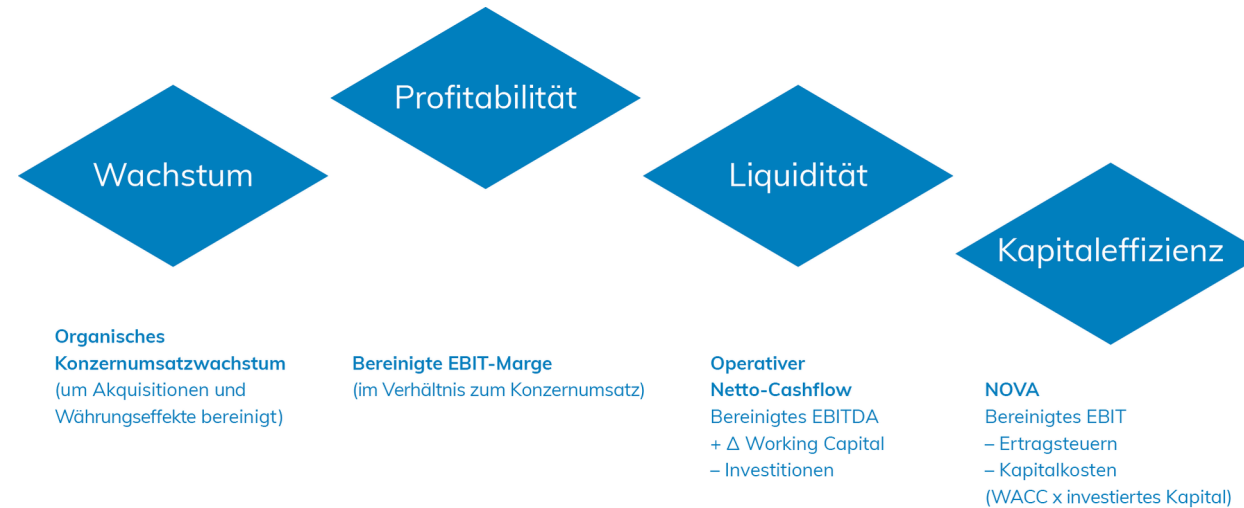 Wachstum
Profitabilität
Liquidität
Kapitaleffizienz
Organisches
Konzernumsatzwachstum
(um Akquisitionen und
Währungseffekte bereinigt)
Bereinigte EBIT-Marge
(im Verhältnis zum Konzernumsatz)
Operativer
Netto-Cashflow
Bereinigtes EBITDA
+ Δ Working Capital
– Investitionen
NOVA
Bereinigtes EBIT
– Ertragsteuern
– Kapitalkosten
(WACC x investiertes Kapital)